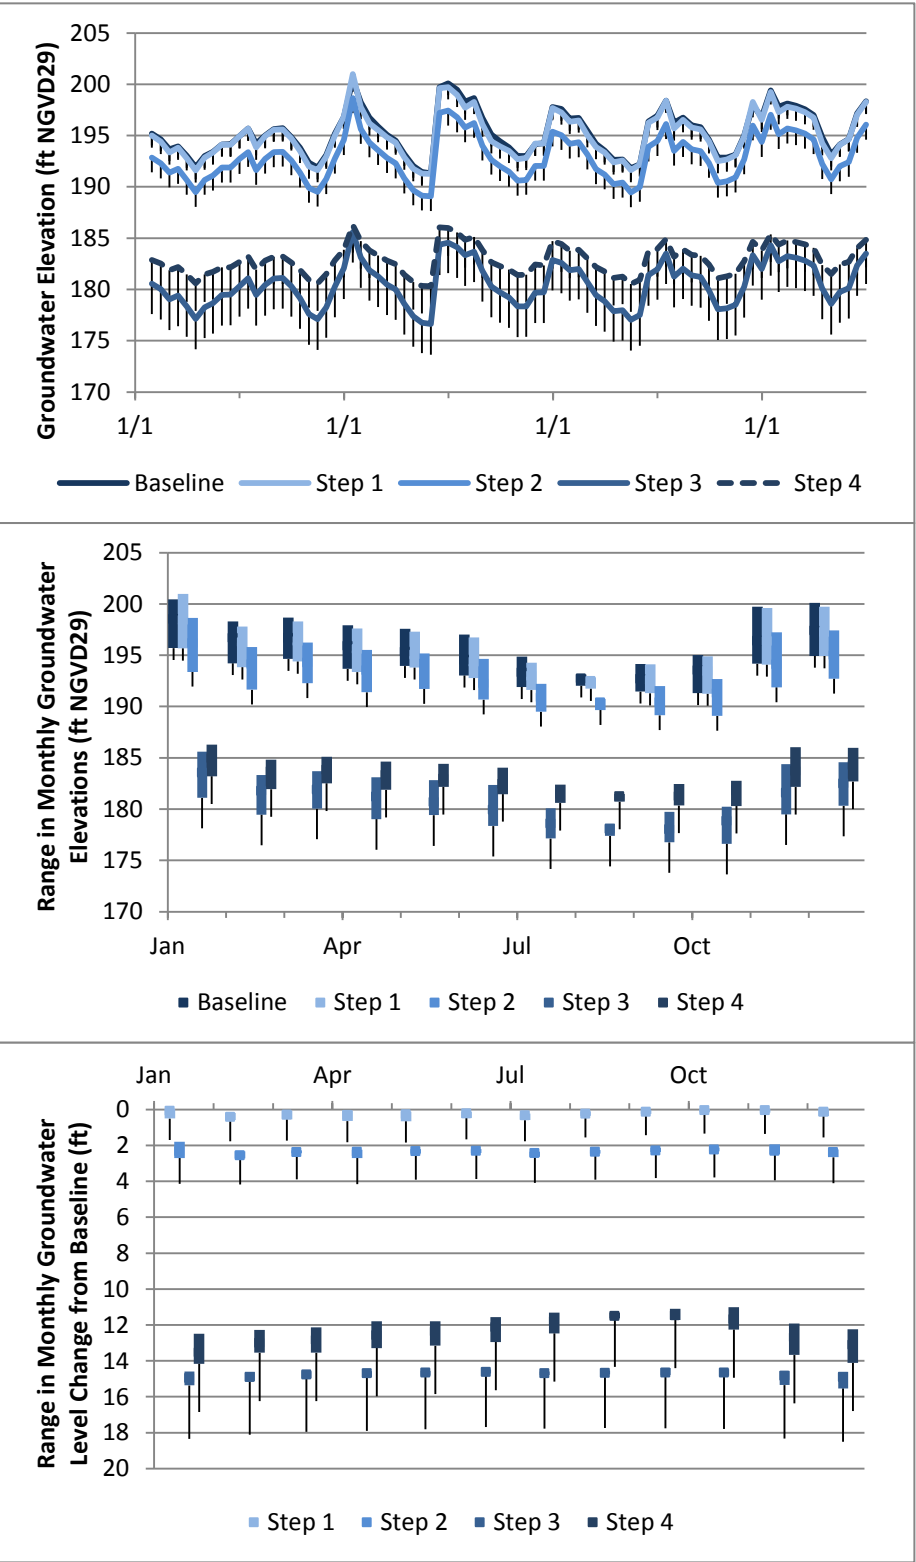 Groundwater Elevation (ft NGVD29)
205
200
195
190
185
180
175
170
1/1 1/1 1/1 1/1
Baseline Step 1 Step 2 Step 3 Step 4
Range in Monthly Groundwater
Elevations (ft NGVD29)
205
200
195
190
185
180
175
170
Jan Apr Jul Oct
Baseline Step 1 Step 2 Step 3 Step 4
Range in Monthly Groundwater
Level Change from Baseline (ft)
Jan Apr Jul Oct
0
2
4
6
8
10
12
14
16
18
20
Step 1 Step 2 Step 3 Step 4